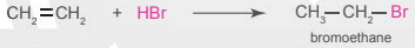 CH₂=CH₂ + HBr ⟶ CH₃—CH₂—Br
bromoethane